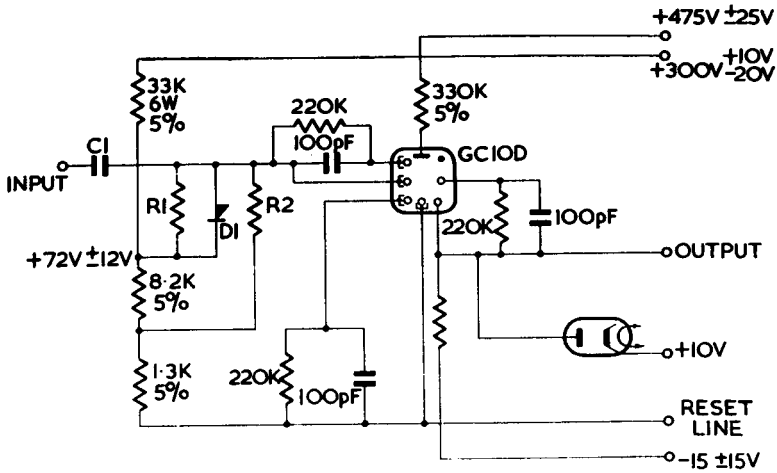 +475V ±25V
+10V
+300V -20V
33K
6W
5%
220K
330K
5%
100pF
C1
GC10D
INPUT
R1
D1
R2
220K
100pF
+72V ±12V
OUTPUT
8·2K
5%
+10V
1·3K
5%
220K
100pF
RESET
LINE
-15 ±15V